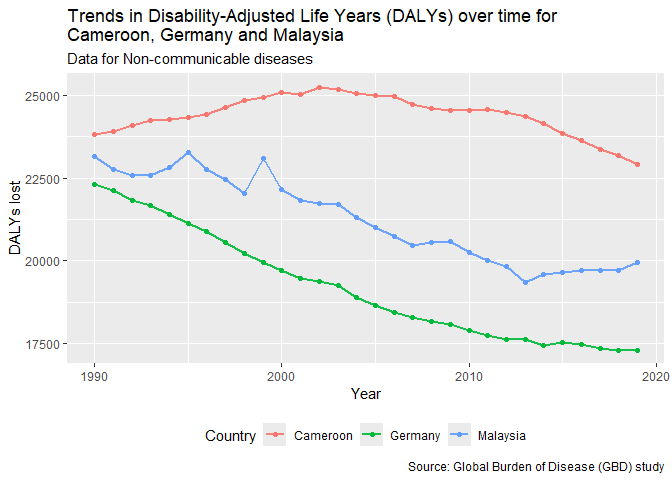 Trends in Disability-Adjusted Life Years (DALYs) over time for
Cameroon, Germany and Malaysia
Data for Non-communicable diseases
DALYs lost
25000
22500
20000
17500
1990
2000
2010
2020
Year
Country
Cameroon
Germany
Malaysia
Source: Global Burden of Disease (GBD) study